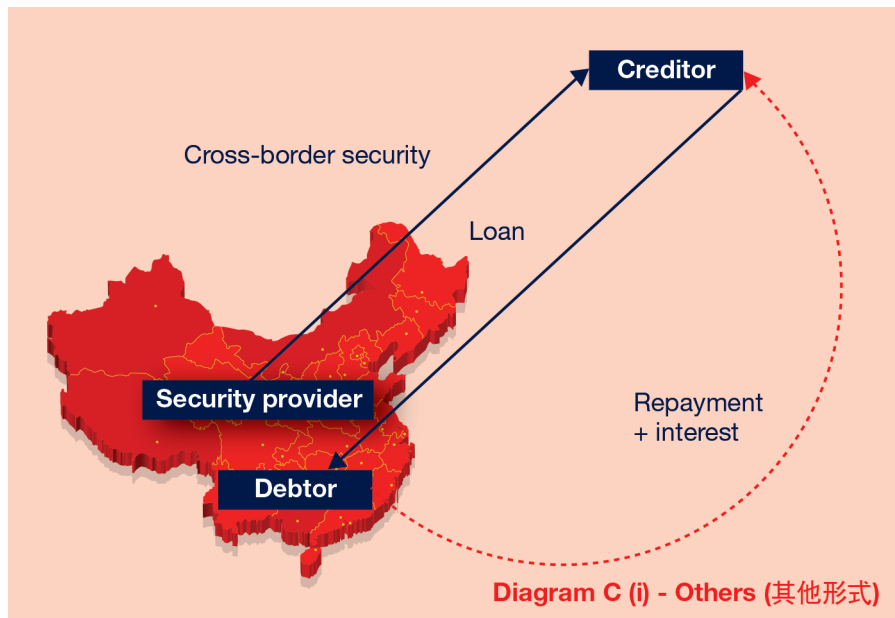 Creditor
Cross-border security
Loan
Security provider
Repayment
+ interest
Debtor
Diagram C (i) - Others (其他形式)